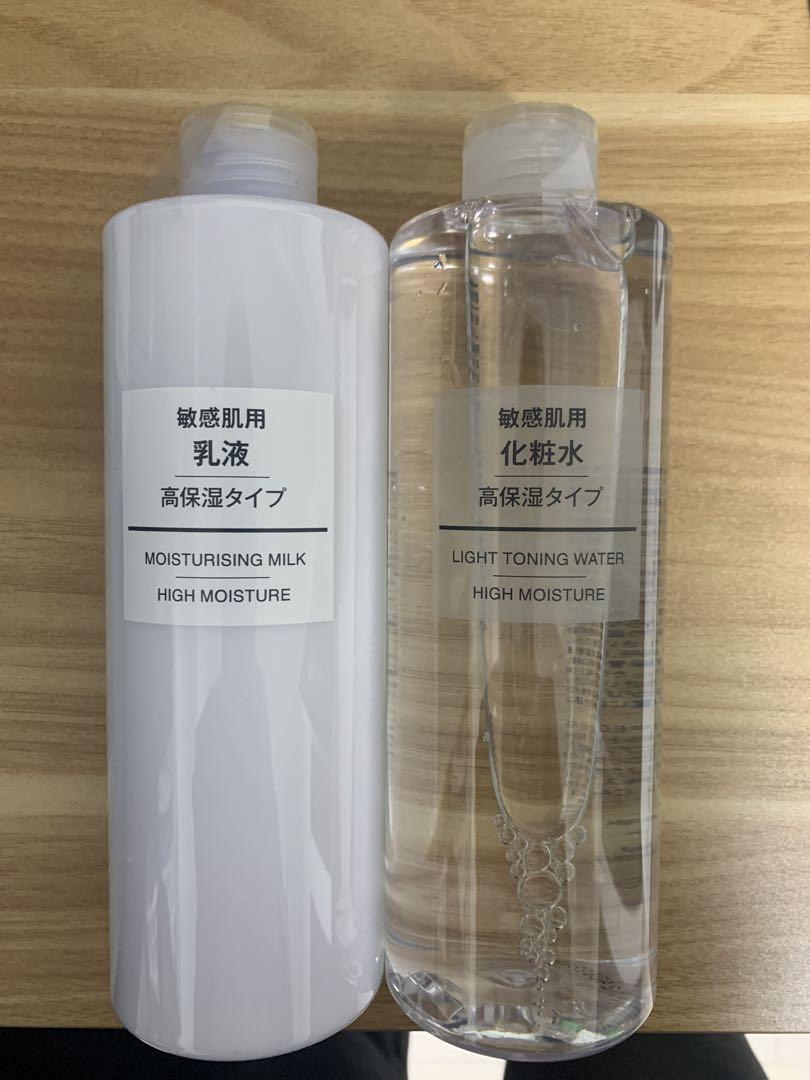 敏感肌用
乳液
高保湿タイプ
MOISTURISING MILK
HIGH MOISTURE
敏感肌用
化粧水
高保湿タイプ
LIGHT TONING WATER
HIGH MOISTURE